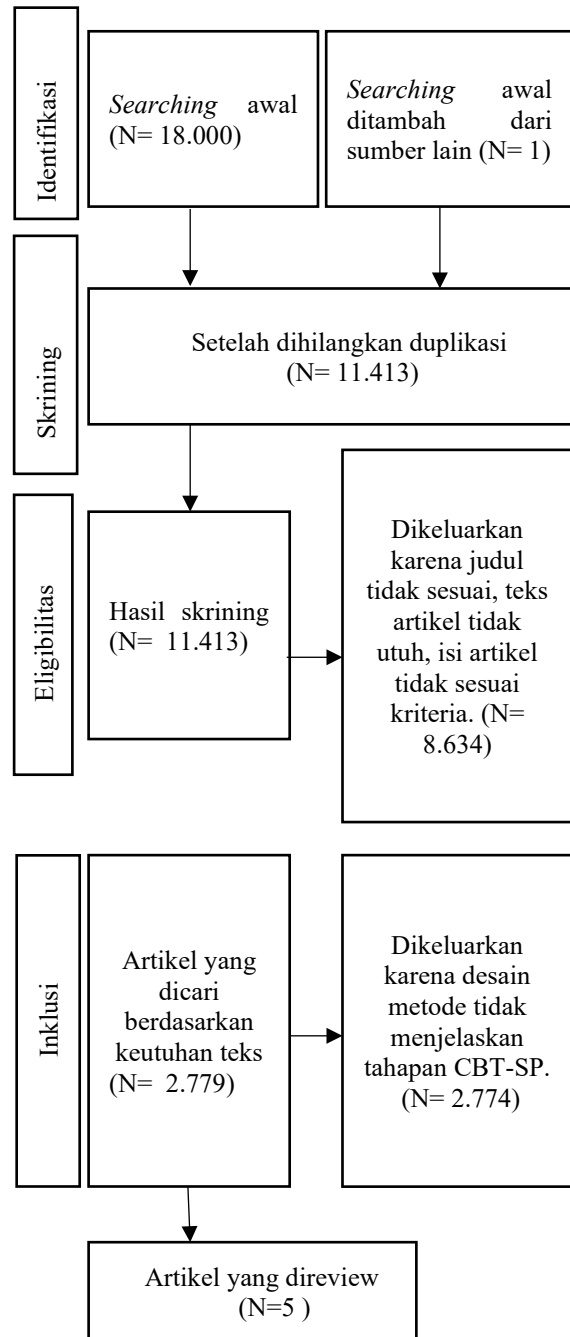 Identifikasi
Searching awal
(N= 18.000)
Searching awal
ditambah dari
sumber lain (N= 1)
Skrining
Setelah dihilangkan duplikasi
(N= 11.413)
Eligibilitas
Hasil skrining
(N= 11.413)
Dikeluarkan
karena judul
tidak sesuai, teks
artikel tidak
utuh, isi artikel
tidak sesuai
kriteria. (N=
8.634)
Inklusi
Artikel yang
dicari
berdasarkan
keutuhan teks
(N= 2.779)
Dikeluarkan
karena desain
metode tidak
menjelaskan
tahapan CBT-SP.
(N= 2.774)
Artikel yang direview
(N=5 )